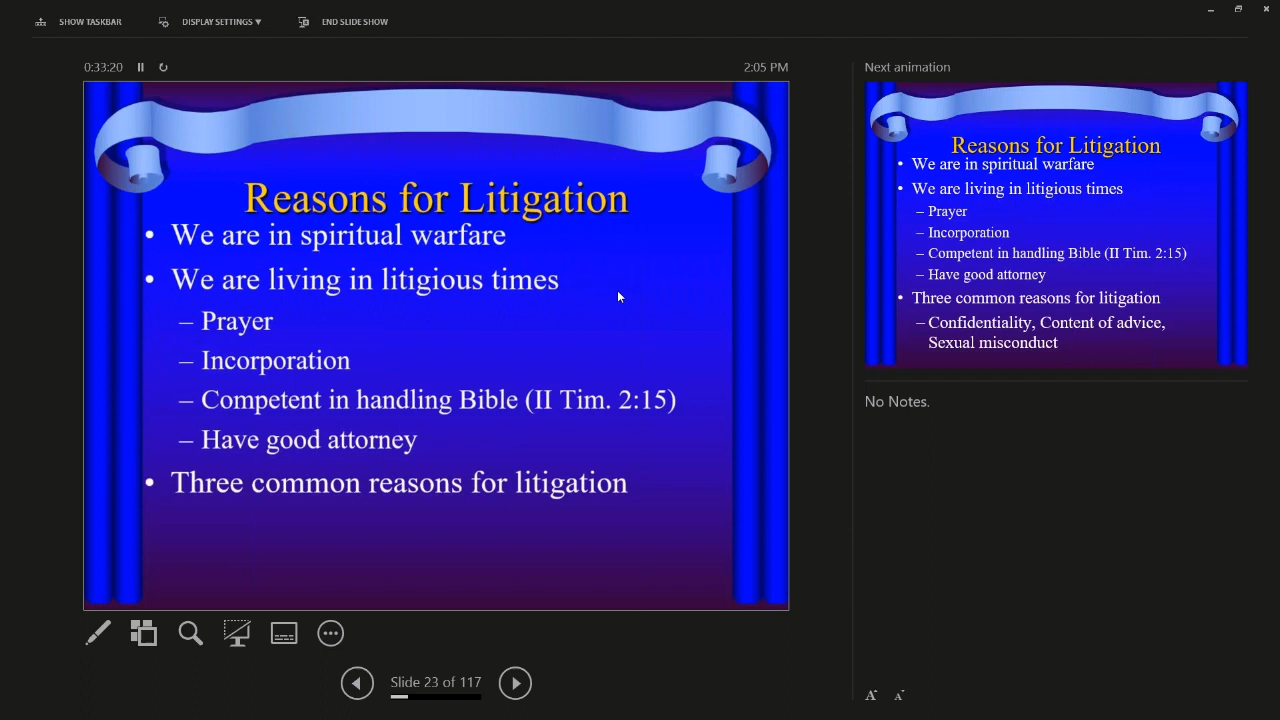 SHOW TASKBAR
DISPLAY SETTINGS ▼
END SLIDE SHOW
0:33:20
2:05 PM
Reasons for Litigation
• We are in spiritual warfare
• We are living in litigious times
– Prayer
– Incorporation
– Competent in handling Bible (II Tim. 2:15)
– Have good attorney
• Three common reasons for litigation
Slide 23 of 117
Next animation
Reasons for Litigation
• We are in spiritual warfare
• We are living in litigious times
– Prayer
– Incorporation
– Competent in handling Bible (II Tim. 2:15)
– Have good attorney
• Three common reasons for litigation
– Confidentiality, Content of advice,
Sexual misconduct
No Notes.
A A